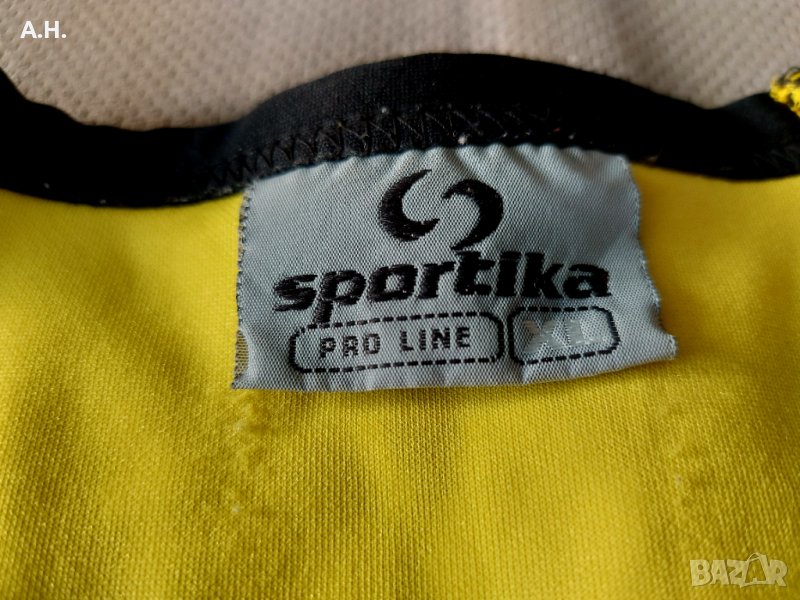 A.H.
sportika
PRO LINE XL
BAZAR